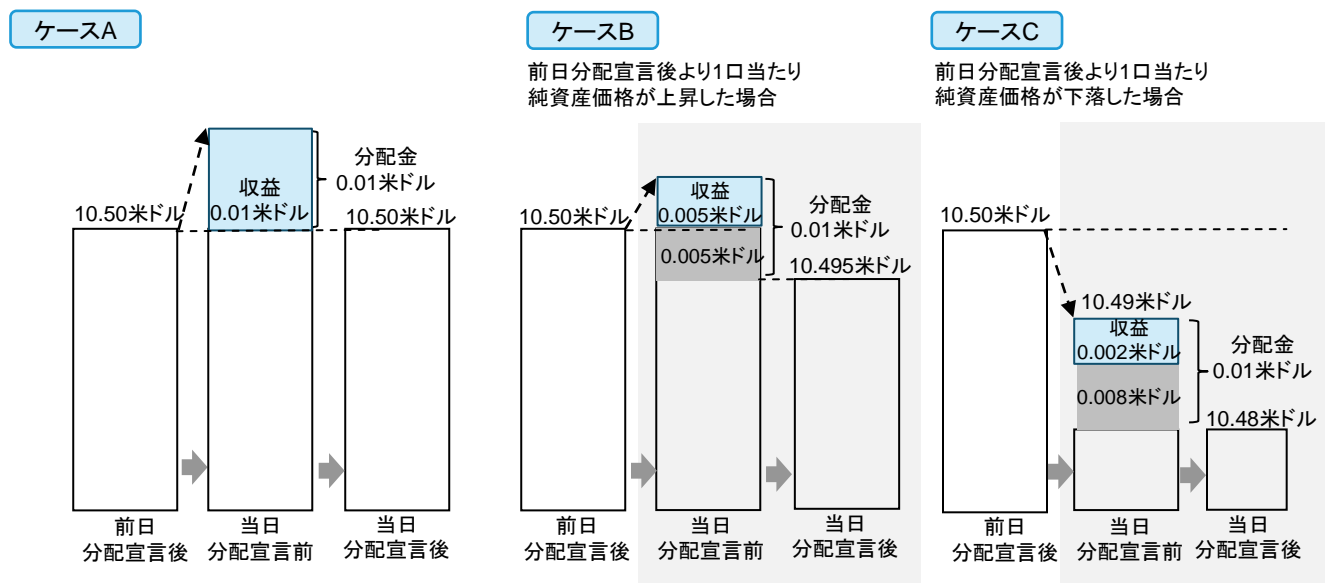 ケースA
収益
0.01米ドル
分配金
0.01米ドル
10.50米ドル
10.50米ドル
前日
分配宣言後
当日
分配宣言前
当日
分配宣言後
ケースB
前日分配宣言後より1口当たり
純資産価格が上昇した場合
収益
0.005米ドル
0.005米ドル
分配金
0.01米ドル
10.50米ドル
10.495米ドル
前日
分配宣言後
当日
分配宣言前
当日
分配宣言後
ケースC
前日分配宣言後より1口当たり
純資産価格が下落した場合
10.50米ドル
10.49米ドル
収益
0.002米ドル
0.008米ドル
分配金
0.01米ドル
10.48米ドル
前日
分配宣言後
当日
分配宣言前
当日
分配宣言後